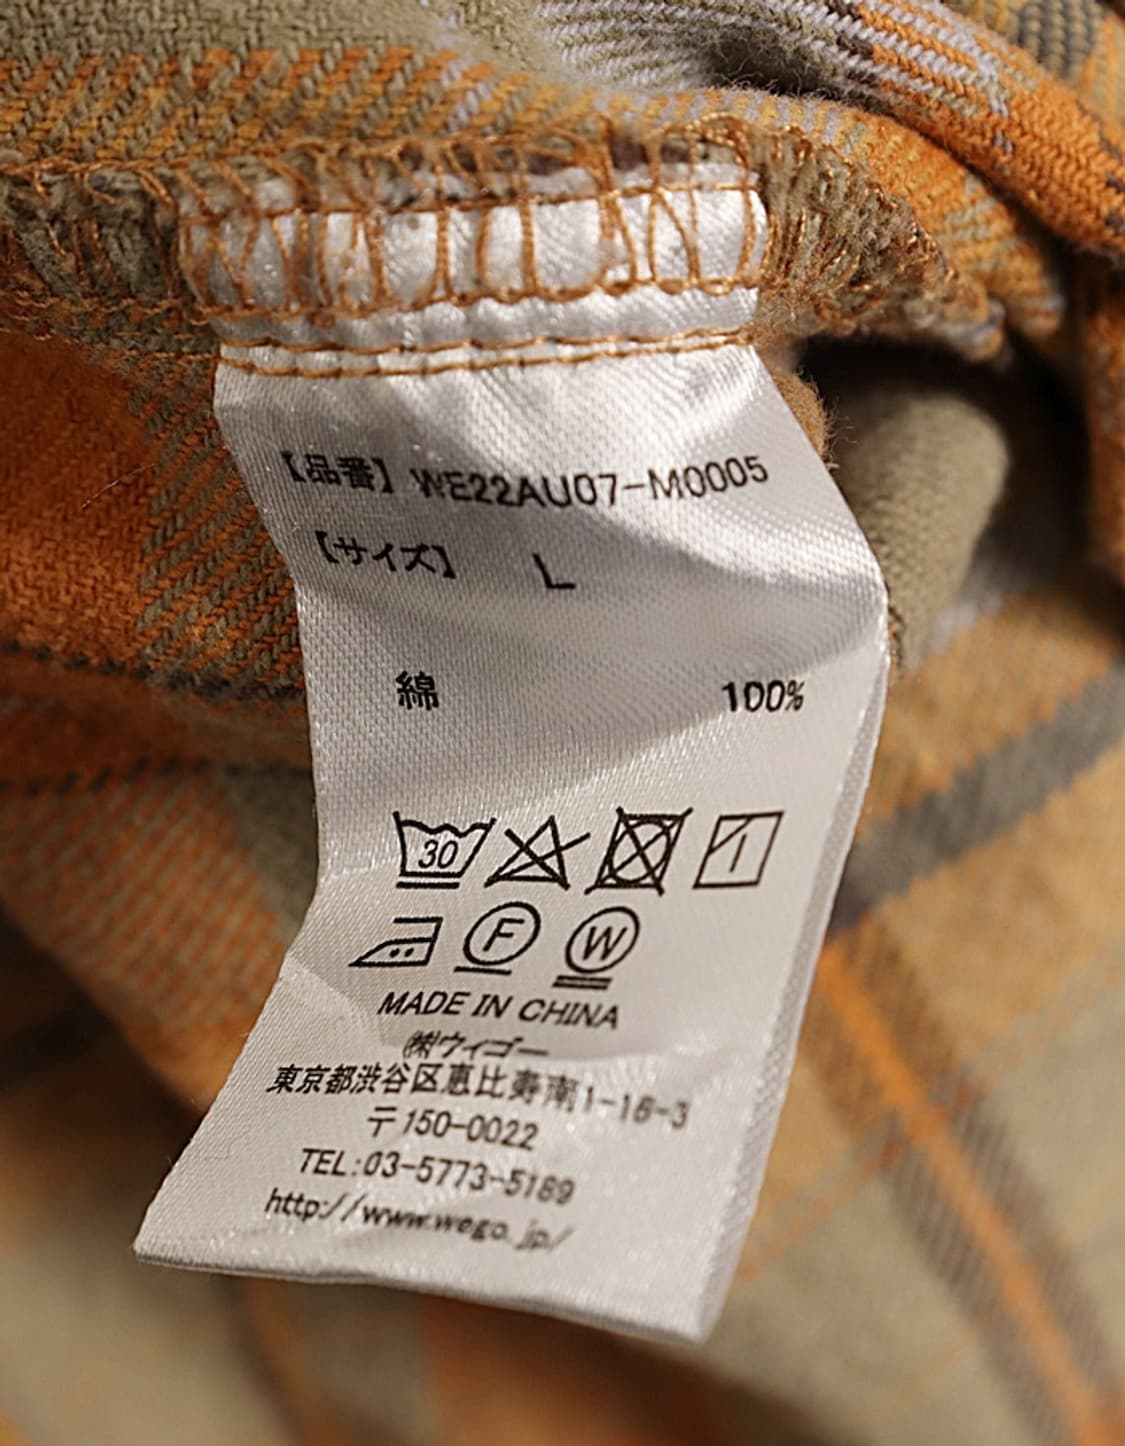 【品番】 WE22AU07-M0005
【サイズ】 L
綿 100%
30
F W
MADE IN CHINA
㈱ウィゴー
東京都渋谷区恵比寿南1-16-3
〒150-0022
TEL:03-5773-5189
http://www.wego.jp/